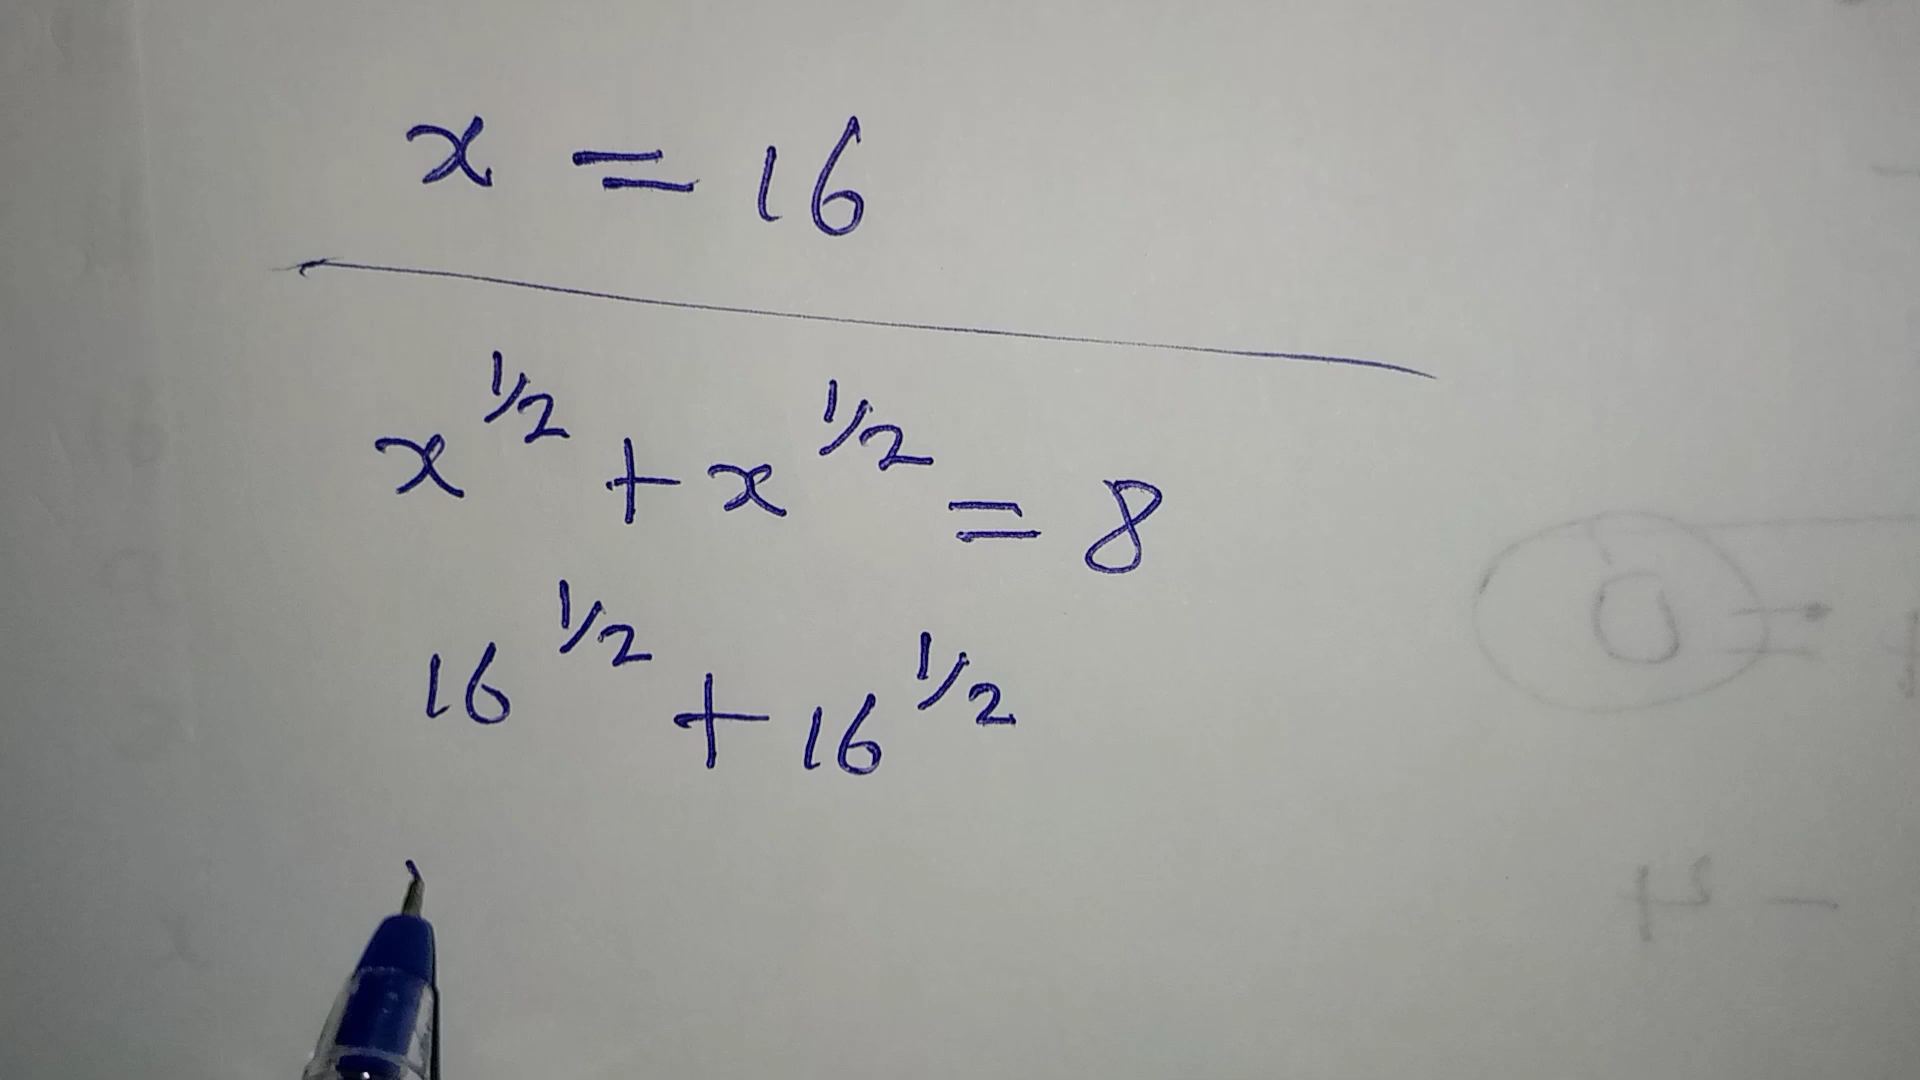 x = 16
x^{1/2} + x^{1/2} = 8
16^{1/2} + 16^{1/2}